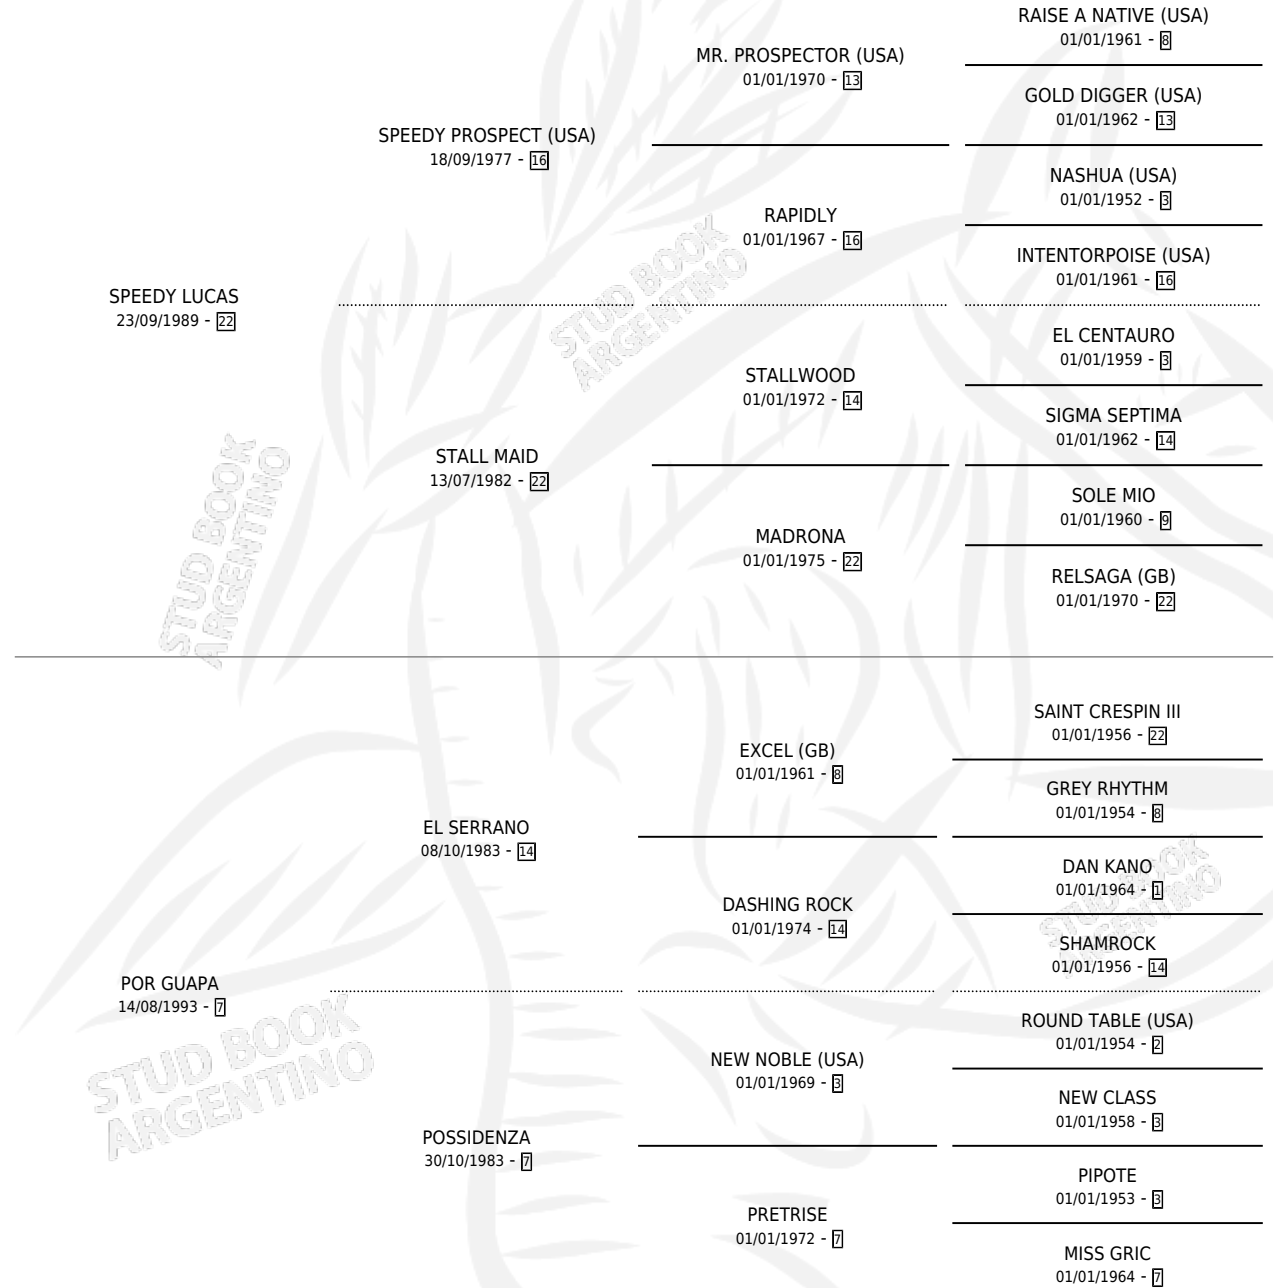 RAISE A NATIVE (USA)
01/01/1961 - 8
MR. PROSPECTOR (USA)
01/01/1970 - 13
GOLD DIGGER (USA)
01/01/1962 - 13
SPEEDY PROSPECT (USA)
18/09/1977 - 16
NASHUA (USA)
01/01/1952 - 3
RAPIDLY
01/01/1967 - 16
INTENTORPOISE (USA)
01/01/1961 - 16
SPEEDY LUCAS
23/09/1989 - 22
EL CENTAURO
01/01/1959 - 3
STALLWOOD
01/01/1972 - 14
SIGMA SEPTIMA
01/01/1962 - 14
STALL MAID
13/07/1982 - 22
SOLE MIO
01/01/1960 - 9
MADRONA
01/01/1975 - 22
RELSAGA (GB)
01/01/1970 - 22
SAINT CRESPIN III
01/01/1956 - 22
EXCEL (GB)
01/01/1961 - 8
GREY RHYTHM
01/01/1954 - 8
EL SERRANO
08/10/1983 - 14
DAN KANO
01/01/1964 - 1
DASHING ROCK
01/01/1974 - 14
SHAMROCK
01/01/1956 - 14
POR GUAPA
14/08/1993 - 7
ROUND TABLE (USA)
01/01/1954 - 2
NEW NOBLE (USA)
01/01/1969 - 3
NEW CLASS
01/01/1958 - 3
POSSIDENZA
30/10/1983 - 7
PIPOTE
01/01/1953 - 3
PRETRISE
01/01/1972 - 7
MISS GRIC
01/01/1964 - 7
STUD BOOK
ARGENTINO
STUD BOOK
ARGENTINO
STUD BOOK
ARGENTINO
STUD BOOK
ARGENTINO